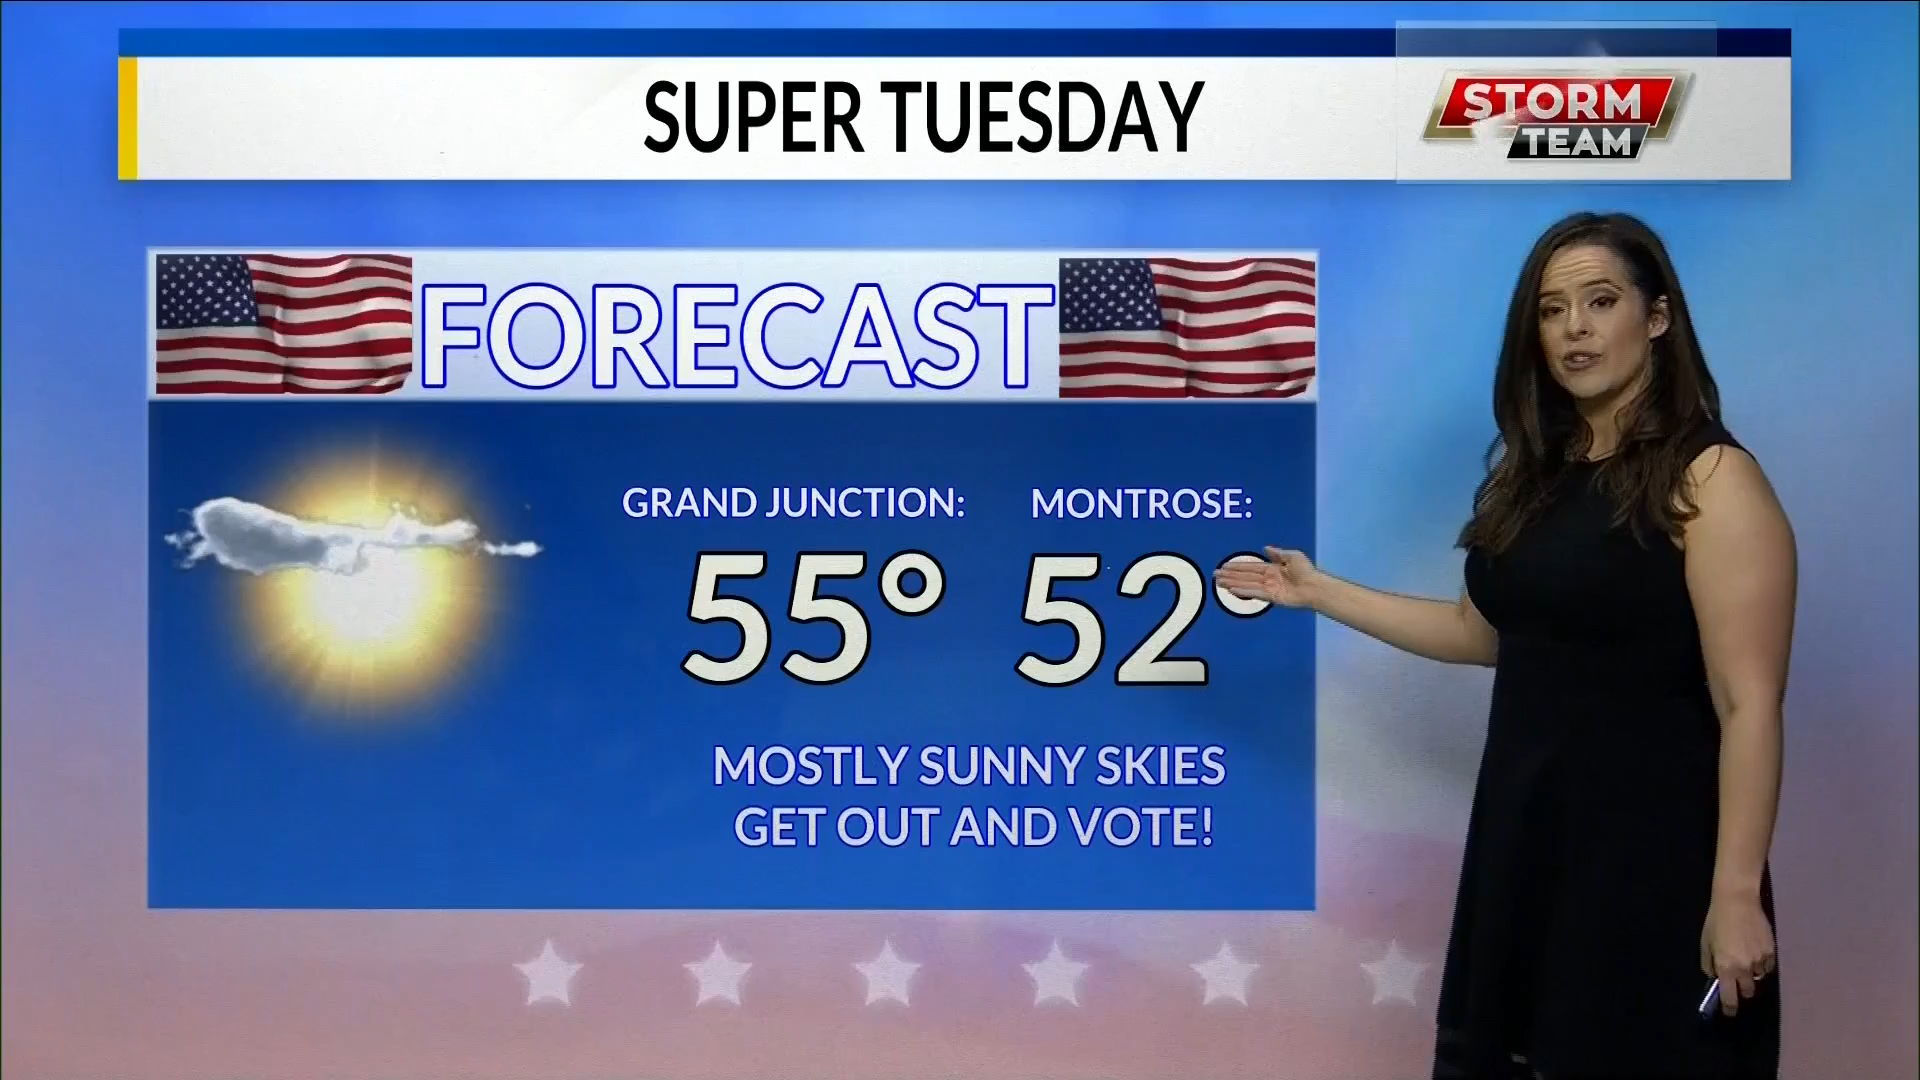 SUPER TUESDAY
STORM
TEAM
FORECAST
GRAND JUNCTION: MONTROSE:
55° 52°
MOSTLY SUNNY SKIES
GET OUT AND VOTE!